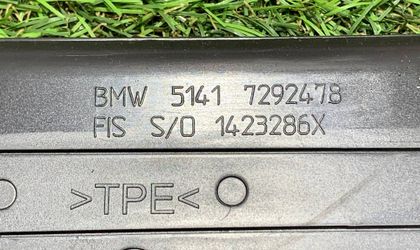 BMW 5141 7292478
FIS S/O 1423286X
>TPE<